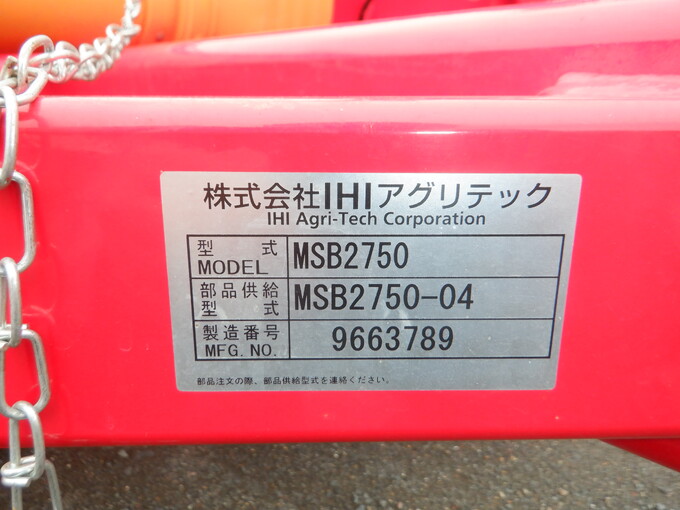 株式会社IHIアグリテック
IHI Agri-Tech Corporation
型式 MSB2750
MODEL
部品供給 MSB2750-04
型式
製造番号 9663789
MFG. NO.
部品注文の際、部品供給型式を連絡ください。